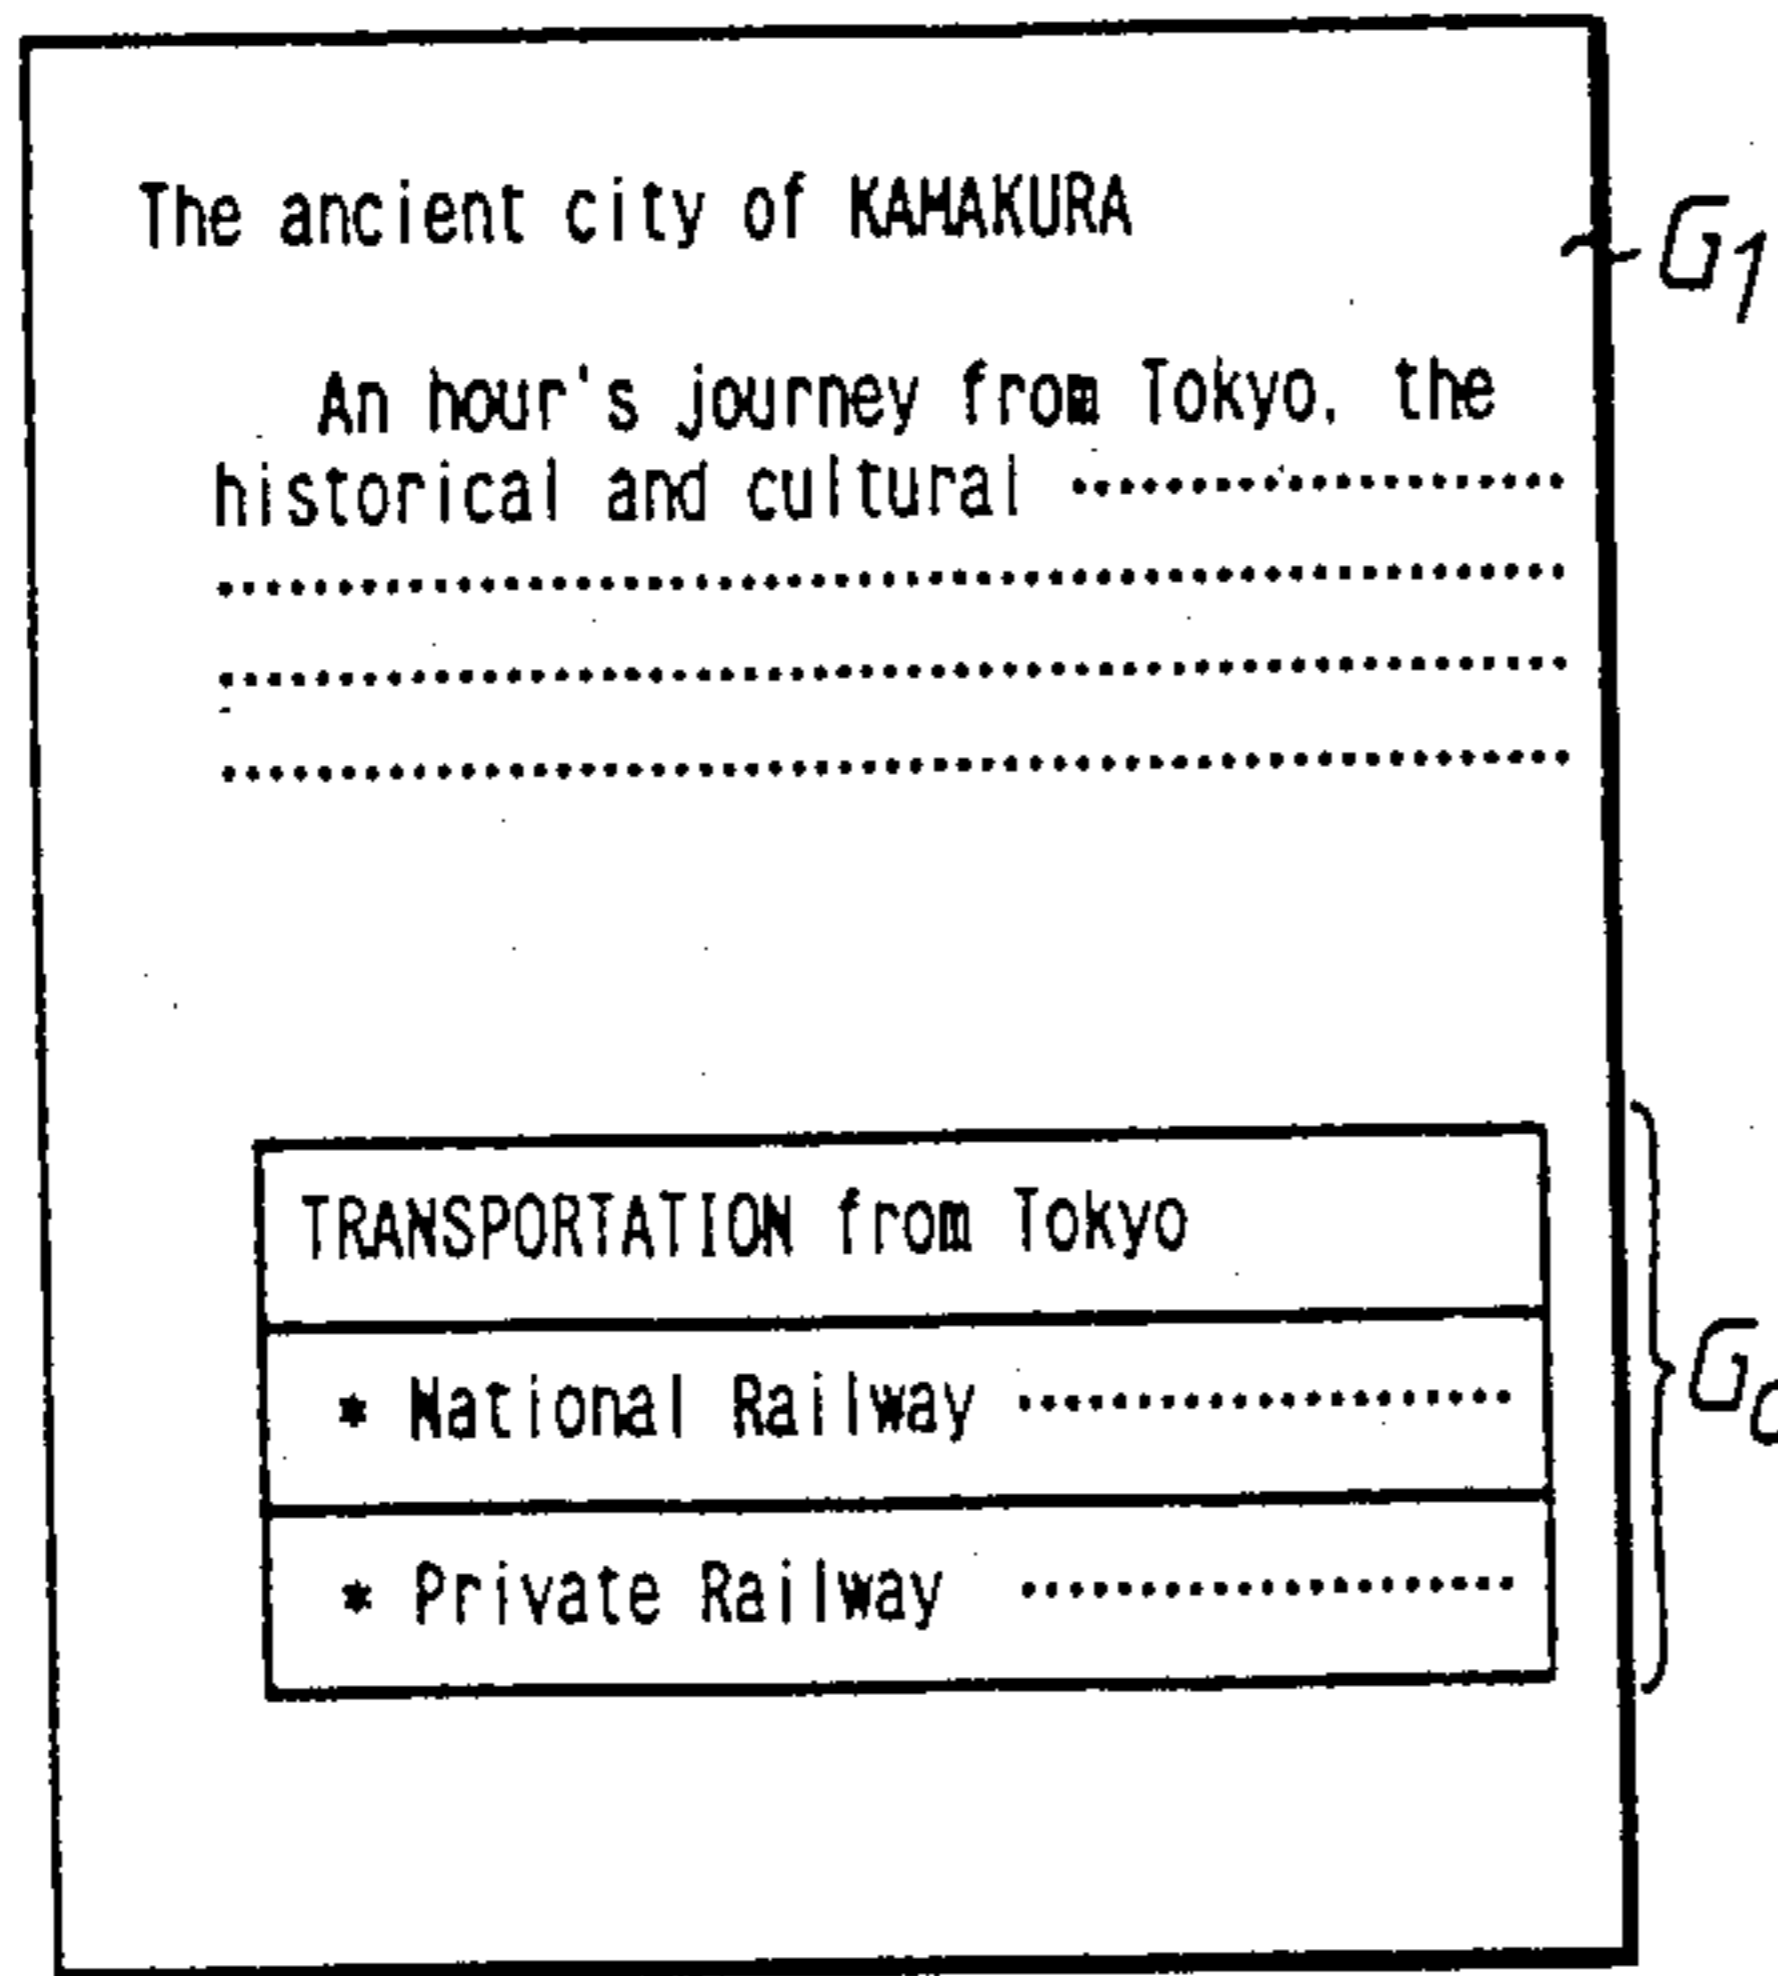 The ancient city of KAMAKURA
G1
An hour's journey from Tokyo, the
historical and cultural ·····················
·························································
·························································
·························································
TRANSPORTATION from Tokyo
* National Railway ·····················
* Private Railway ·····················